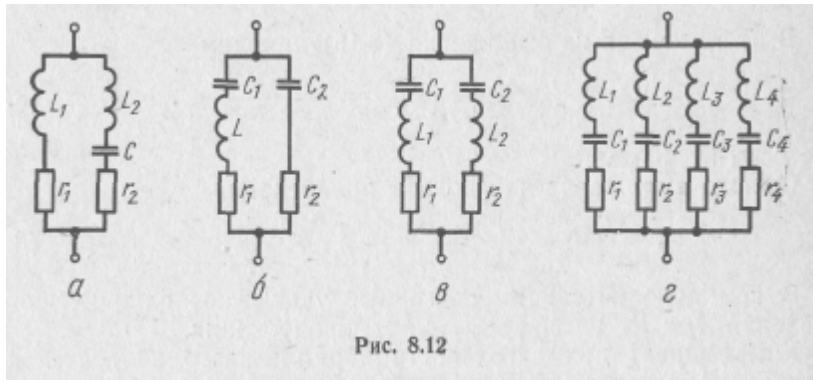 L1 L2 C r1 r2
C1 C2 L r1 r2
C1 C2 L1 L2 r1 r2
L1 L2 L3 L4 C1 C2 C3 C4 r1 r2 r3 r4
а б в г
Рис. 8.12